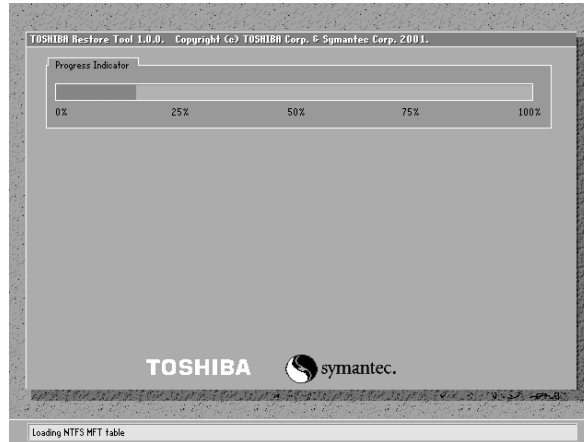 TOSHIBA Restore Tool 1.0.0. Copyright (c) TOSHIBA Corp. & Symantec Corp. 2001.
Progress Indicator
0% 25% 50% 75% 100%
TOSHIBA symantec.
Loading NTFS MFT table